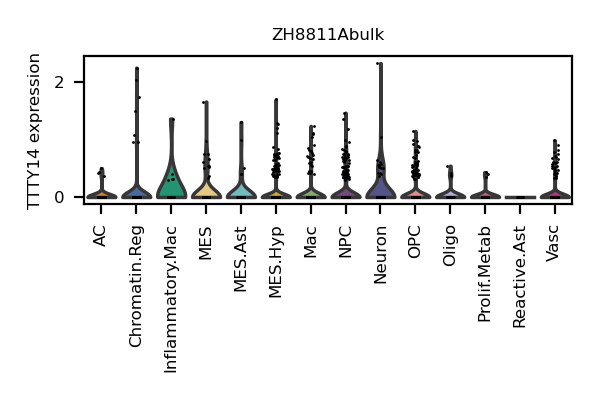 ZH8811Abulk
TTTY14 expression
2
0
AC
Chromatin.Reg
Inflammatory.Mac
MES
MES.Ast
MES.Hyp
Mac
NPC
Neuron
OPC
Oligo
Prolif.Metab
Reactive.Ast
Vasc